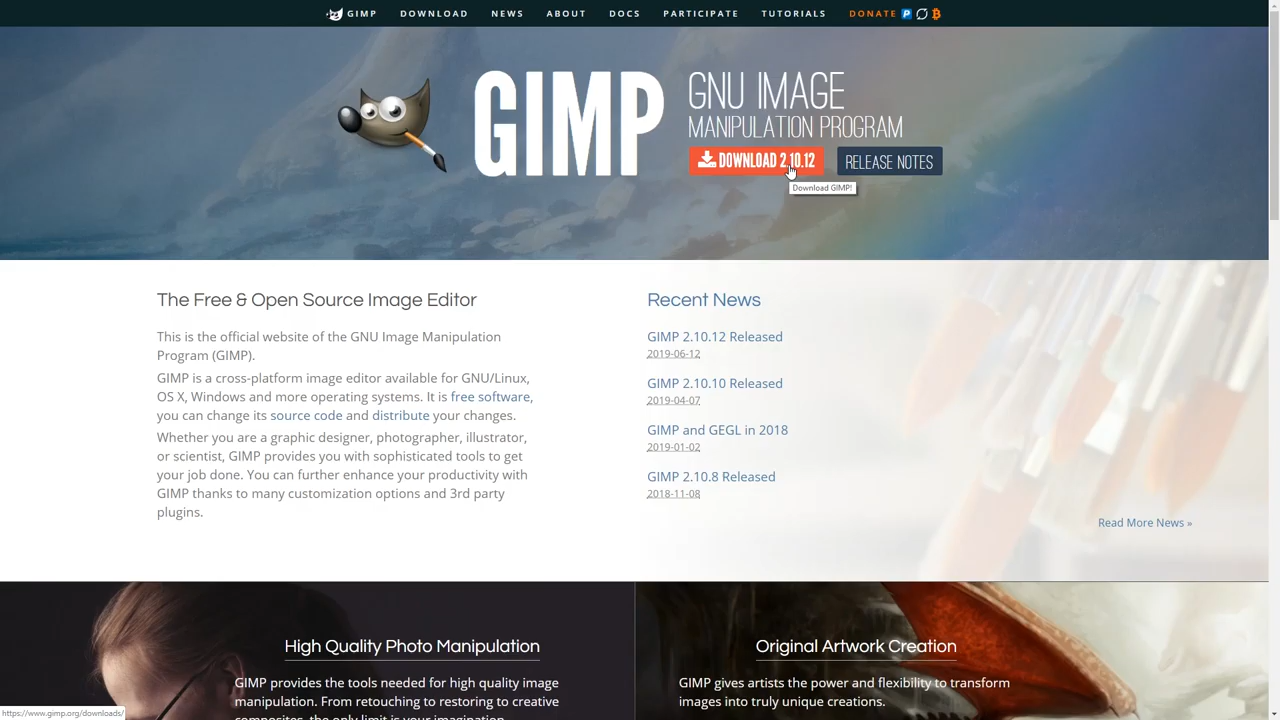 GIMP DOWNLOAD NEWS ABOUT DOCS PARTICIPATE TUTORIALS DONATE
GIMP
GNU IMAGE
MANIPULATION PROGRAM
DOWNLOAD 2.10.12
RELEASE NOTES
Download GIMP!
The Free & Open Source Image Editor
This is the official website of the GNU Image Manipulation
Program (GIMP).
GIMP is a cross-platform image editor available for GNU/Linux,
OS X, Windows and more operating systems. It is free software,
you can change its source code and distribute your changes.
Whether you are a graphic designer, photographer, illustrator,
or scientist, GIMP provides you with sophisticated tools to get
your job done. You can further enhance your productivity with
GIMP thanks to many customization options and 3rd party
plugins.
Recent News
GIMP 2.10.12 Released
2019-06-12
GIMP 2.10.10 Released
2019-04-07
GIMP and GEGL in 2018
2019-01-02
GIMP 2.10.8 Released
2018-11-08
Read More News »
High Quality Photo Manipulation
GIMP provides the tools needed for high quality image
manipulation. From retouching to restoring to creative
composites, the only limit is your imagination.
Original Artwork Creation
GIMP gives artists the power and flexibility to transform
images into truly unique creations.
https://www.gimp.org/downloads/